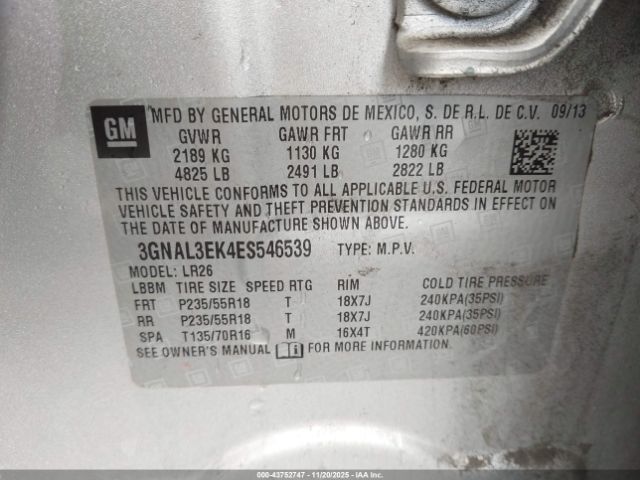 GM
MFD BY GENERAL MOTORS DE MEXICO, S. DE R.L. DE C.V. 09/13
GVWR GAWR FRT GAWR RR
2189 KG 1130 KG 1280 KG
4825 LB 2491 LB 2822 LB
THIS VEHICLE CONFORMS TO ALL APPLICABLE U.S. FEDERAL MOTOR
VEHICLE SAFETY AND THEFT PREVENTION STANDARDS IN EFFECT ON
THE DATE OF MANUFACTURE SHOWN ABOVE.
3GNAL3EK4ES546539 TYPE: M.P.V.
MODEL: LR26
LBBM TIRE SIZE SPEED RTG RIM COLD TIRE PRESSURE
FRT P235/55R18 T 18X7J 240KPA(35PSI)
RR P235/55R18 T 18X7J 240KPA(35PSI)
SPA T135/70R16 M 16X4T 420KPA(60PSI)
SEE OWNER'S MANUAL FOR MORE INFORMATION.
000-43752747 - 11/20/2025 - IAA Inc.